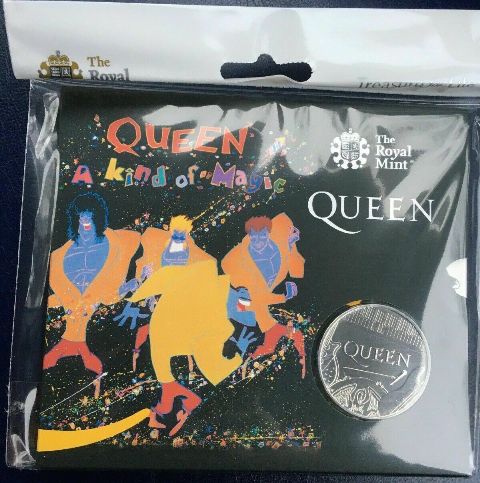 The
Royal
QUEEN
A Kind of Magic
The
Royal
Mint
QUEEN
QUEEN